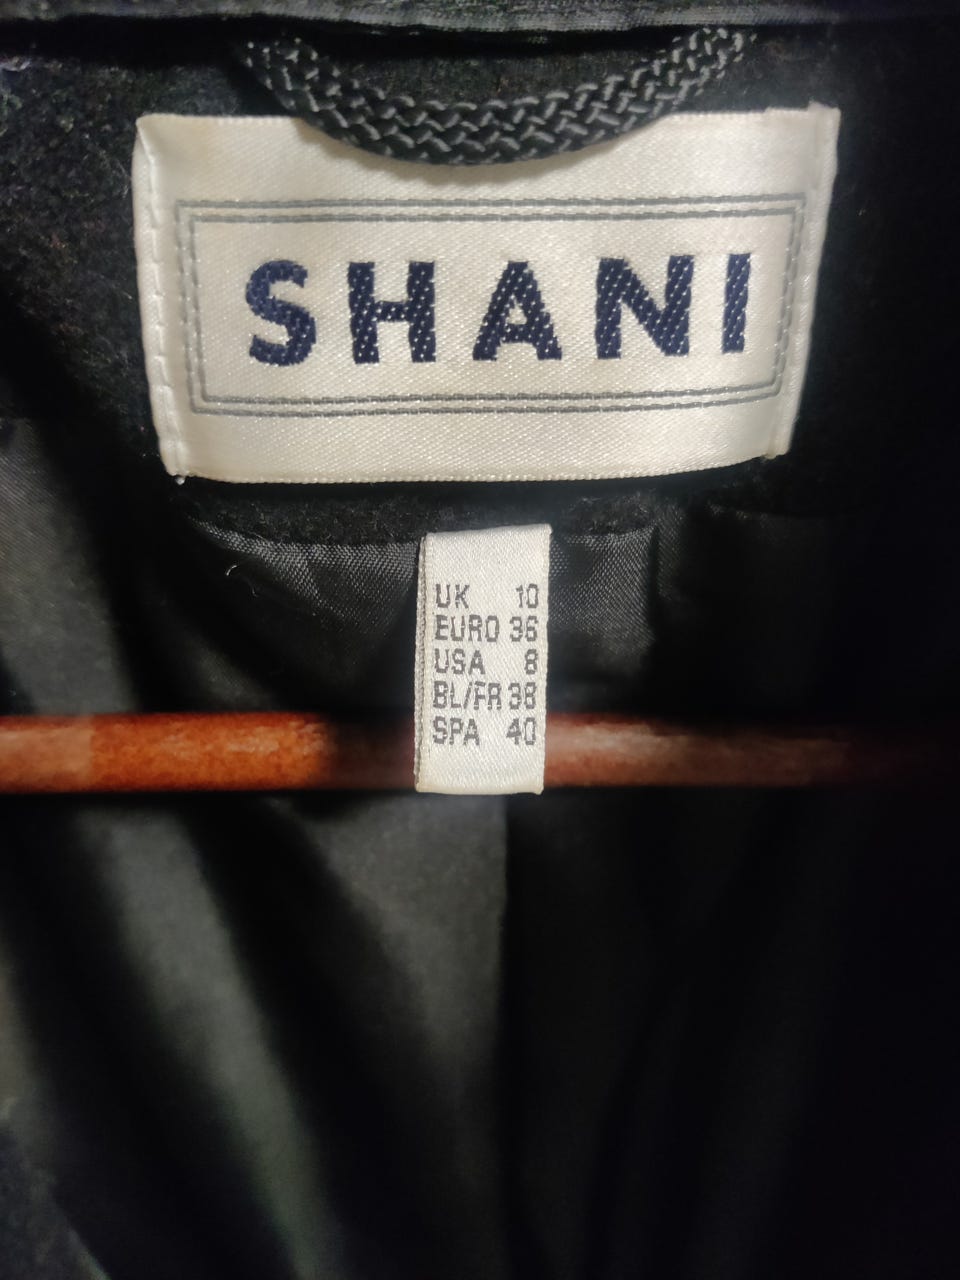 SHANI
UK 10
EURO 36
USA 8
BL/FR 38
SPA 40